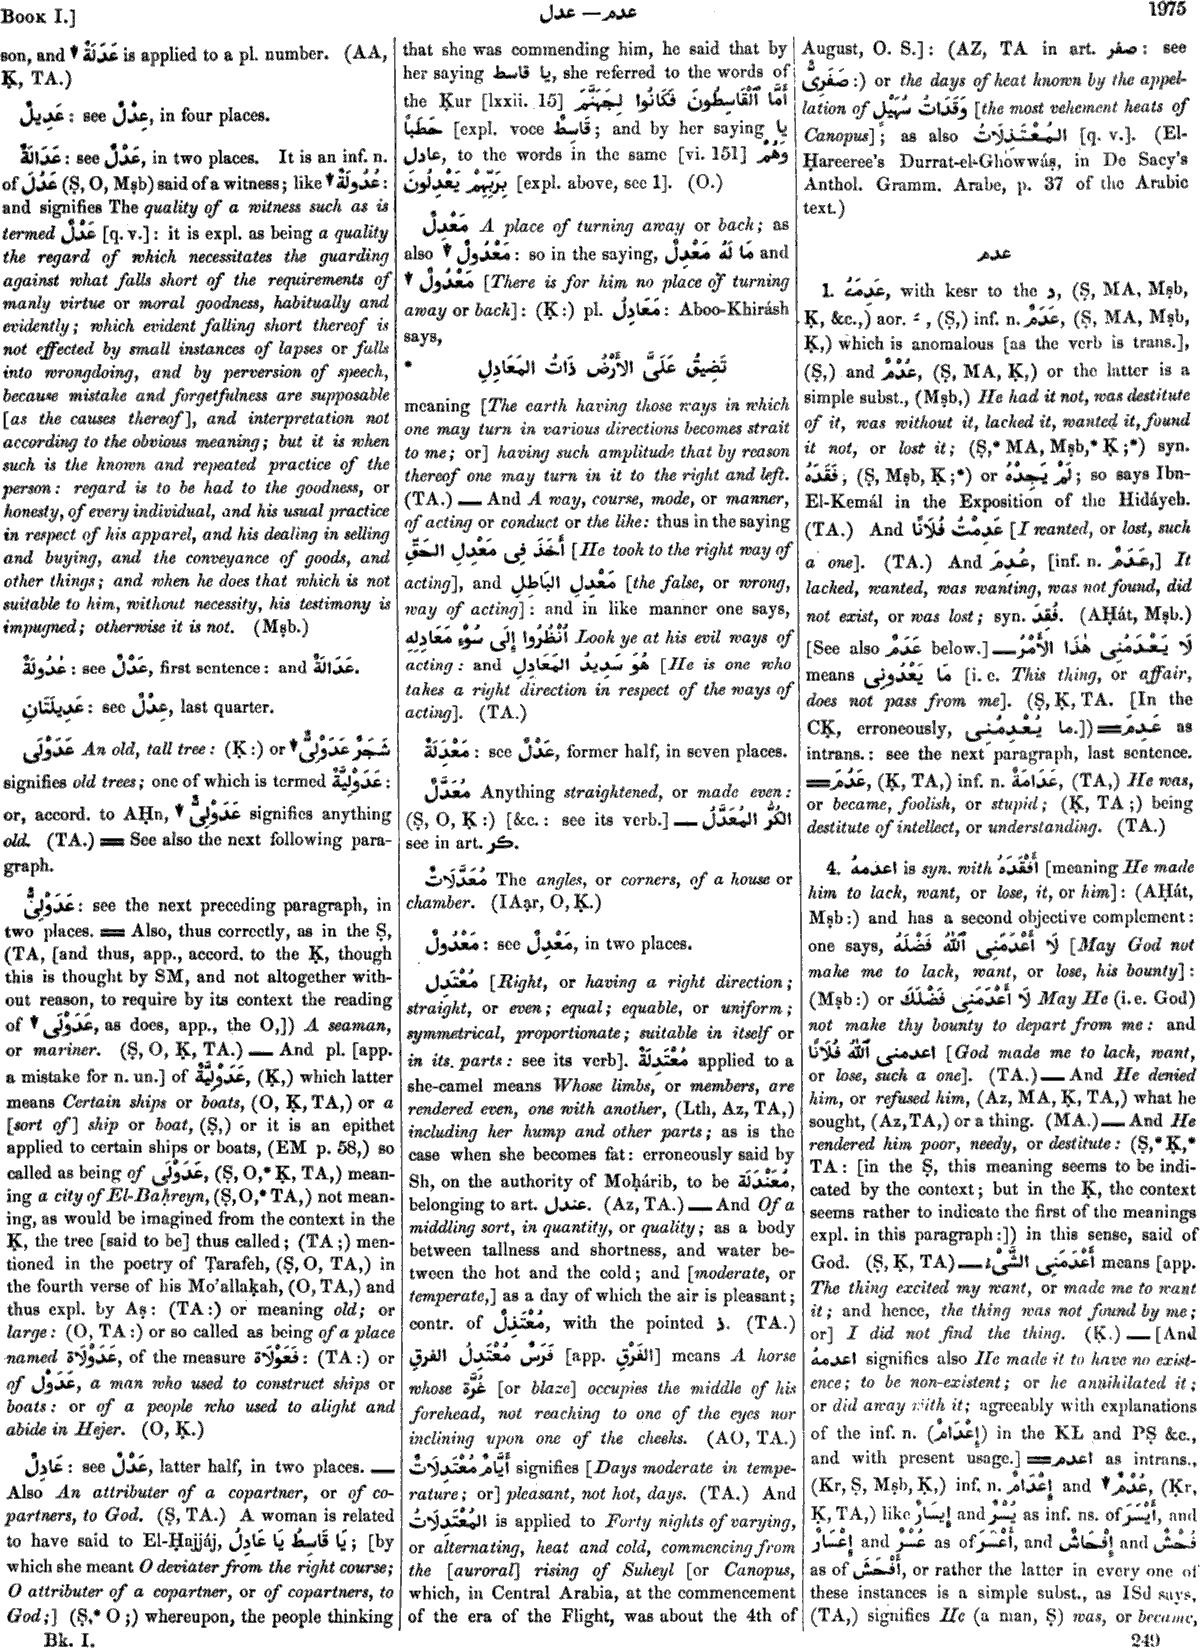 Book I.]
عدل — عدم
1975
son, and ↓ عَدَلَةٌ is applied to a pl. number. (AA,
Ḳ, TA.)
عَدِيلٌ : see عِدْلٌ, in four places.
عَدَالَةٌ : see عَدْلٌ, in two places. It is an inf. n.
of عَدُلَ (Ṣ, O, Mṣb) said of a witness; like ↓ عُدُولَةٌ :
and signifies The quality of a witness such as is
termed عَدْلٌ [q. v.]: it is expl. as being a quality
the regard of which necessitates the guarding
against what falls short of the requirements of
manly virtue or moral goodness, habitually and
evidently; which evident falling short thereof is
not effected by small instances of lapses or falls
into wrongdoing, and by perversion of speech,
because mistake and forgetfulness are supposable
[as the causes thereof], and interpretation not
according to the obvious meaning; but it is when
such is the known and repeated practice of the
person: regard is to be had to the goodness, or
honesty, of every individual, and his usual practice
in respect of his apparel, and his dealing in selling
and buying, and the conveyance of goods, and
other things; and when he does that which is not
suitable to him, without necessity, his testimony is
impugned; otherwise it is not. (Mṣb.)
عُدُولَةٌ : see عَدْلٌ, first sentence: and عَدَالَةٌ.
عَدِيلَتَانِ : see عِدْلٌ, last quarter.
عَدَوْلَى An old, tall tree: (Ḳ:) or ↓ شَجَرٌ عَدَوْلِىٌّ
signifies old trees; one of which is termed عَدَوْلِيَّةٌ :
or, accord. to AḤn, ↓ عَدَوْلِىٌّ signifies anything
old. (TA.) ═ See also the next following para-
graph.
عَدَوْلِىٌّ : see the next preceding paragraph, in
two places. ═ Also, thus correctly, as in the Ṣ,
(TA, [and thus, app., accord. to the Ḳ, though
this is thought by SM, and not altogether with-
out reason, to require by its context the reading
of ↓ عَدَوْلَى, as does, app., the O,]) A seaman,
or mariner. (Ṣ, O, Ḳ, TA.) — And pl. [app.
a mistake for n. un.] of عَدَوْلِيَّةٌ, (Ḳ,) which latter
means Certain ships or boats, (O, Ḳ, TA,) or a
[sort of] ship or boat, (Ṣ,) or it is an epithet
applied to certain ships or boats, (EM p. 58,) so
called as being of عَدَوْلَى, (Ṣ, O,* Ḳ, TA,) mean-
ing a city of El-Baḥreyn, (Ṣ, O,* TA,) not mean-
ing, as would be imagined from the context in the
Ḳ, the tree [said to be] thus called; (TA;) men-
tioned in the poetry of Ṭarafeh, (Ṣ, O, TA,) in
the fourth verse of his Mo'allaḳah, (O, TA,) and
thus expl. by Aṣ: (TA:) or meaning old; or
large: (O, TA:) or so called as being of a place
named عَدَوْلَاة, of the measure فَعَوْلَاة : (TA:) or
of عَدَوْل, a man who used to construct ships or
boats: or of a people who used to alight and
abide in Hejer. (O, Ḳ.)
عَادِلٌ : see عَدْلٌ, latter half, in two places. —
Also An attributer of a copartner, or of co-
partners, to God. (Ṣ, TA.) A woman is related
to have said to El-Ḥajjáj, يَا قَاسِطُ يَا عَادِلُ ; [by
which she meant O deviater from the right course;
O attributer of a copartner, or of copartners, to
God;] (Ṣ,* O;) whereupon, the people thinking
Bk. I.
that she was commending him, he said that by
her saying يا قاسط, she referred to the words of
the Ḳur [lxxii. 15] أَمَّا ٱلْقَاسِطُونَ فَكَانُوا لِجَهَنَّمَ
حَطَبًا [expl. voce قَاسِطٌ ; and by her saying يا
عادل, to the words in the same [vi. 151] وَهُمْ
بِرَبِّهِمْ يَعْدِلُونَ [expl. above, see 1]. (O.)
مَعْدِلٌ A place of turning away or back; as
also ↓ مَعْدُولٌ : so in the saying, مَا لَهُ مَعْدِلٌ and
↓ مَعْدُولٌ [There is for him no place of turning
away or back]: (Ḳ:) pl. مَعَادِلُ : Aboo-Khirásh
says,
* تَضِيقُ عَلَىَّ الأَرْضُ ذَاتُ المَعَادِلِ
meaning [The earth having those ways in which
one may turn in various directions becomes strait
to me; or] having such amplitude that by reason
thereof one may turn in it to the right and left.
(TA.) — And A way, course, mode, or manner,
of acting or conduct or the like: thus in the saying
أَخَذَ فِى مَعْدِلِ الحَقِّ [He took to the right way of
acting], and مَعْدِلِ البَاطِلِ [the false, or wrong,
way of acting]: and in like manner one says,
اُنْظُرُوا إِلَى سُوْءِ مَعَادِلِهِ Look ye at his evil ways of
acting: and هُوَ سَدِيدُ المَعَادِلِ [He is one who
takes a right direction in respect of the ways of
acting]. (TA.)
مَعْدَلَةٌ : see عَدْلٌ, former half, in seven places.
مُعَدَّلٌ Anything straightened, or made even:
(Ṣ, O, Ḳ:) [&c.: see its verb.] — الكُرُّ المُعَدَّلُ
see in art. كر.
مُعَدَّلَاتٌ The angles, or corners, of a house or
chamber. (IAạr, O, Ḳ.)
مَعْدُولٌ : see مَعْدِلٌ, in two places.
مُعْتَدِلٌ [Right, or having a right direction;
straight, or even; equal; equable, or uniform;
symmetrical, proportionate; suitable in itself or
in its parts: see its verb]. مُعْتَدِلَةٌ applied to a
she-camel means Whose limbs, or members, are
rendered even, one with another, (Lth, Az, TA,)
including her hump and other parts; as is the
case when she becomes fat: erroneously said by
Sh, on the authority of Moḥárib, to be مُعَنْدَلَةٌ,
belonging to art. عندل. (Az, TA.) — And Of a
middling sort, in quantity, or quality; as a body
between tallness and shortness, and water be-
tween the hot and the cold; and [moderate, or
temperate,] as a day of which the air is pleasant;
contr. of مُعْتَذِلٌ, with the pointed ذ. (TA.)
فَرَسٌ مُعْتَدِلُ الغرق [app. الفَرْقِ] means A horse
whose غُرَّة [or blaze] occupies the middle of his
forehead, not reaching to one of the eyes nor
inclining upon one of the cheeks. (AO, TA.)
أَيَّامٌ مُعْتَدِلَاتٌ signifies [Days moderate in tempe-
rature; or] pleasant, not hot, days. (TA.) And
المُعْتَدِلَاتُ is applied to Forty nights of varying,
or alternating, heat and cold, commencing from
the [auroral] rising of Suheyl [or Canopus,
which, in Central Arabia, at the commencement
of the era of the Flight, was about the 4th of
August, O. S.]: (AZ, TA in art. صفر : see
صَفَرِىٌّ :) or the days of heat known by the appel-
lation of وَقَدَاتُ سُهَيْلٍ [the most vehement heats of
Canopus]; as also المُعْتَذِلَاتُ [q. v.]. (El-
Ḥareeree's Durrat-el-Ghowwáṣ, in De Sacy's
Anthol. Gramm. Arabe, p. 37 of the Arabic
text.)
عدم
1. عَدِمَهُ, with kesr to the د, (Ṣ, MA, Mṣb,
Ḳ, &c.,) aor. ـَ , (Ṣ,) inf. n. عَدَمٌ, (Ṣ, MA, Mṣb,
Ḳ,) which is anomalous [as the verb is trans.],
(Ṣ,) and عُدْمٌ, (Ṣ, MA, Ḳ,) or the latter is a
simple subst., (Mṣb,) He had it not, was destitute
of it, was without it, lacked it, wanted it, found
it not, or lost it; (Ṣ,* MA, Mṣb,* Ḳ;*) syn.
فَقَدَهُ ; (Ṣ, Mṣb, Ḳ;*) or لَمْ يَجِدْهُ ; so says Ibn-
El-Kemál in the Exposition of the Hidáyeh.
(TA.) And عَدِمْتُ فُلَانًا [I wanted, or lost, such
a one]. (TA.) And عُدِمَ, [inf. n. عَدَمٌ,] It
lacked, wanted, was wanting, was not found, did
not exist, or was lost; syn. فُقِدَ. (AḤát, Mṣb.)
[See also عَدَمٌ below.] — لَا يَعْدَمُنِى هٰذَا الأَمْرُ
means مَا يَعْدُونِى [i. e. This thing, or affair,
does not pass from me]. (Ṣ, Ḳ, TA. [In the
CḲ, erroneously, ما يُعْدِمُنِى.]) ═ عَدِمَ as
intrans.: see the next paragraph, last sentence.
═ عَدُمَ, (Ḳ, TA,) inf. n. عَدَامَةٌ, (TA,) He was,
or became, foolish, or stupid; (Ḳ, TA;) being
destitute of intellect, or understanding. (TA.)
4. اعدمهُ is syn. with أَفْقَدَهُ [meaning He made
him to lack, want, or lose, it, or him]: (AḤát,
Mṣb:) and has a second objective complement:
one says, لَا أَعْدَمَنِى ٱللّٰهُ فَضْلَهُ [May God not
make me to lack, want, or lose, his bounty]:
(Mṣb:) or لَا أَعْدَمَنِى فَضْلَكَ May He (i. e. God)
not make thy bounty to depart from me: and
اعدمنى ٱللّٰهُ فُلَانًا [God made me to lack, want,
or lose, such a one]. (TA.) — And He denied
him, or refused him, (Az, MA, Ḳ, TA,) what he
sought, (Az, TA,) or a thing. (MA.) — And He
rendered him poor, needy, or destitute: (Ṣ,* Ḳ,*
TA: [in the Ṣ, this meaning seems to be indi-
cated by the context; but in the Ḳ, the context
seems rather to indicate the first of the meanings
expl. in this paragraph:]) in this sense, said of
God. (Ṣ, Ḳ, TA) — أَعْدَمَنِى الشَّىْءُ means [app.
The thing excited my want, or made me to want
it; and hence, the thing was not found by me;
or] I did not find the thing. (Ḳ.) — [And
اعدمهُ signifies also He made it to have no exist-
ence; to be non-existent; or he annihilated it;
or did away with it; agreeably with explanations
of the inf. n. (إِعْدَامٌ) in the KL and PṢ &c.,
and with present usage.] ═ اعدم as intrans.,
(Kr, Ṣ, Mṣb, Ḳ,) inf. n. إِعْدَامٌ and ↓ عُدْمٌ, (Kr,
Ḳ, TA,) like إِيسَارٌ and يُسْرٌ as inf. ns. of أَيْسَرَ, and
إِعْسَارٌ and عُسْرٌ as of أَعْسَرَ, and إِفْحَاشٌ and فُحْشٌ
as of أَفْحَشَ, or rather the latter in every one of
these instances is a simple subst., as ISd says,
(TA,) signifies He (a man, Ṣ) was, or became,
249